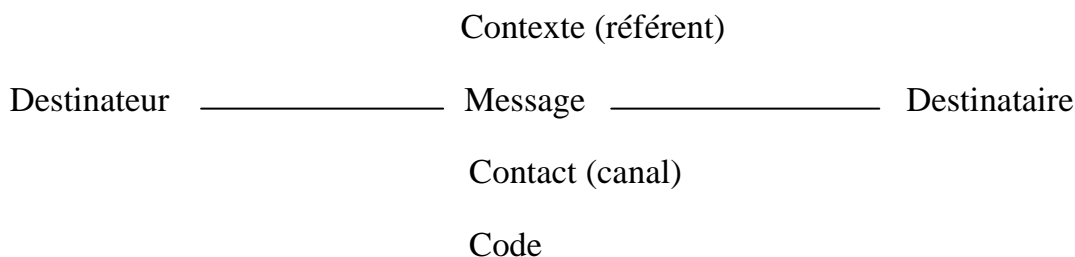 Contexte (référent)
Destinateur Message Destinataire
Contact (canal)
Code